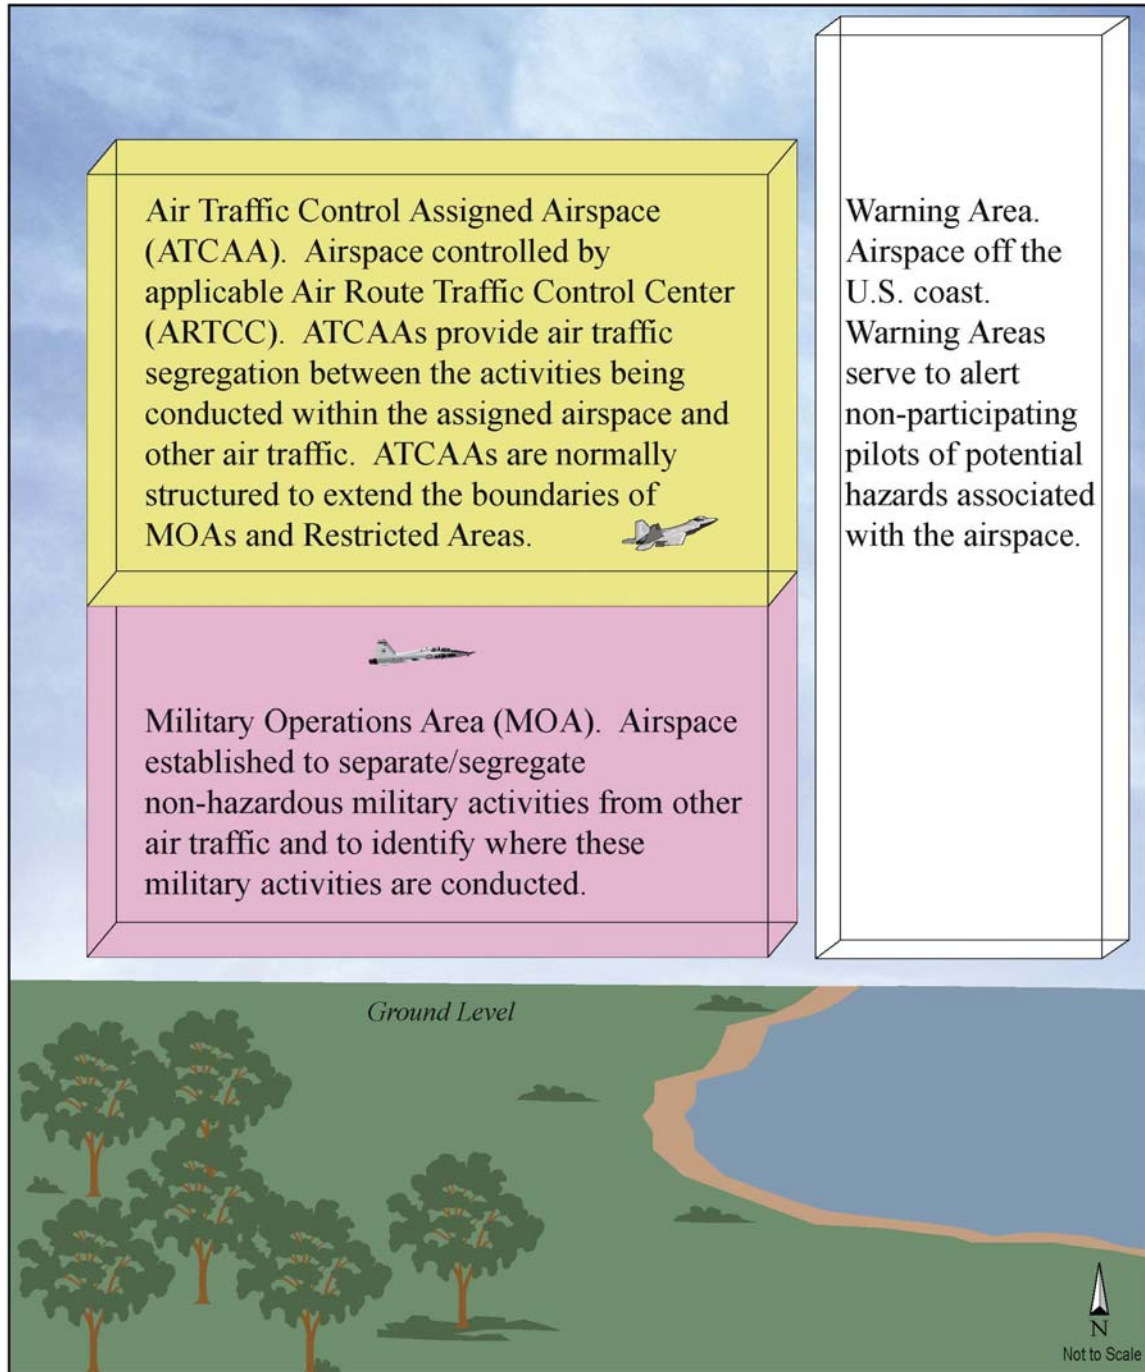 Air Traffic Control Assigned Airspace
(ATCAA).  Airspace controlled by
applicable Air Route Traffic Control Center
(ARTCC).  ATCAAs provide air traffic
segregation between the activities being
conducted within the assigned airspace and
other air traffic.  ATCAAs are normally
structured to extend the boundaries of
MOAs and Restricted Areas.
Military Operations Area (MOA).  Airspace
established to separate/segregate
non-hazardous military activities from other
air traffic and to identify where these
military activities are conducted.
Warning Area.
Airspace off the
U.S. coast.
Warning Areas
serve to alert
non-participating
pilots of potential
hazards associated
with the airspace.
Ground Level
N
Not to Scale